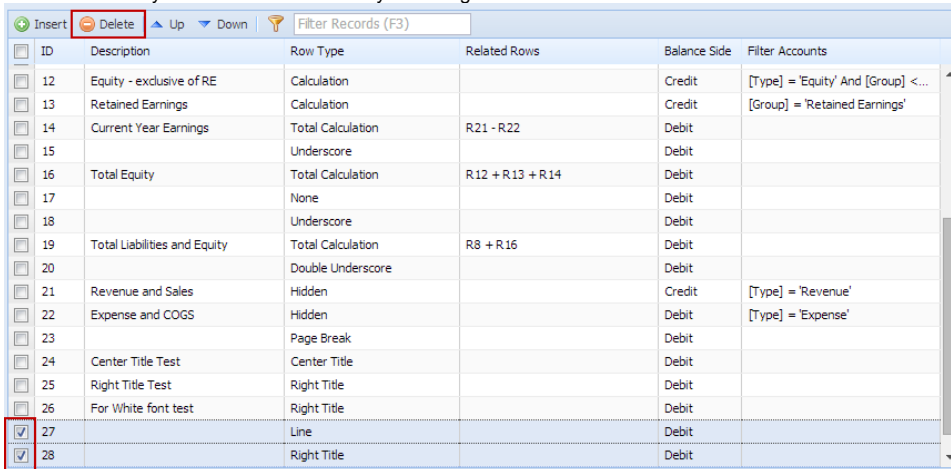 Insert Delete Up Down Filter Records (F3)
ID Description Row Type Related Rows Balance Side Filter Accounts
12 Equity - exclusive of RE Calculation Credit [Type] = 'Equity' And [Group] <...
13 Retained Earnings Calculation Credit [Group] = 'Retained Earnings'
14 Current Year Earnings Total Calculation R21 - R22 Debit
15 Underscore Debit
16 Total Equity Total Calculation R12 + R13 + R14 Debit
17 None Debit
18 Underscore Debit
19 Total Liabilities and Equity Total Calculation R8 + R16 Debit
20 Double Underscore Debit
21 Revenue and Sales Hidden Credit [Type] = 'Revenue'
22 Expense and COGS Hidden Debit [Type] = 'Expense'
23 Page Break Debit
24 Center Title Test Center Title Debit
25 Right Title Test Right Title Debit
26 For White font test Right Title Debit
27 Line Debit
28 Right Title Debit